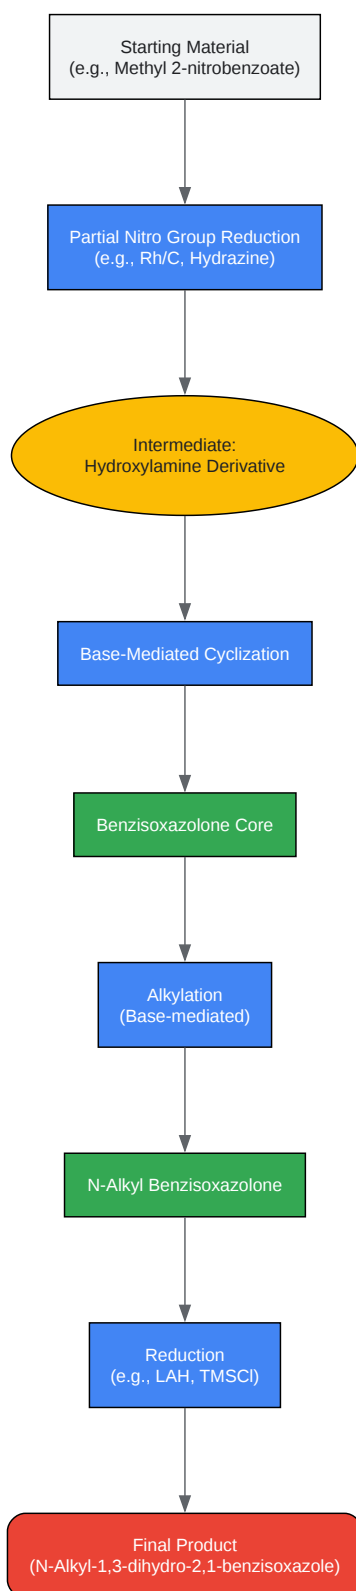 Starting Material
(e.g., Methyl 2-nitrobenzoate)
Partial Nitro Group Reduction
(e.g., Rh/C, Hydrazine)
Intermediate:
Hydroxylamine Derivative
Base-Mediated Cyclization
Benzisoxazolone Core
Alkylation
(Base-mediated)
N-Alkyl Benzisoxazolone
Reduction
(e.g., LAH, TMSCl)
Final Product
(N-Alkyl-1,3-dihydro-2,1-benzisoxazole)